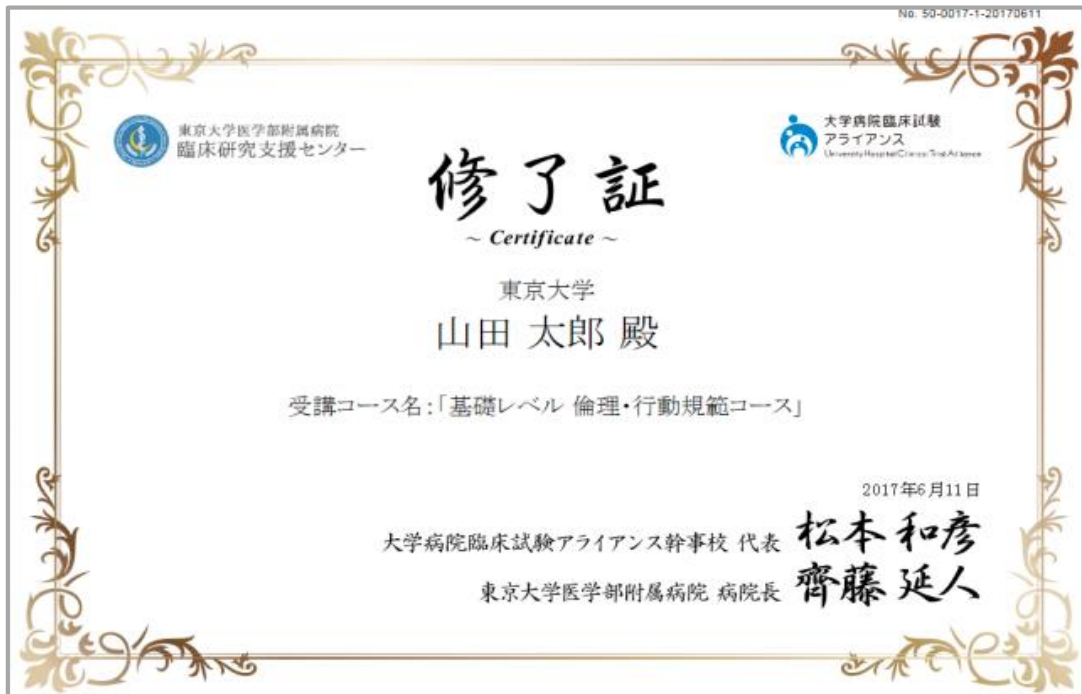 No. 50-0017-1-20170611
東京大学医学部附属病院
臨床研究支援センター
大学病院臨床試験
アライアンス
University Hospital Clinical Trial Alliance
修了証
~ Certificate ~
東京大学
山田 太郎 殿
受講コース名:「基礎レベル 倫理・行動規範コース」
2017年6月11日
大学病院臨床試験アライアンス幹事校 代表 松本 和彦
東京大学医学部附属病院 病院長 齊藤 延人